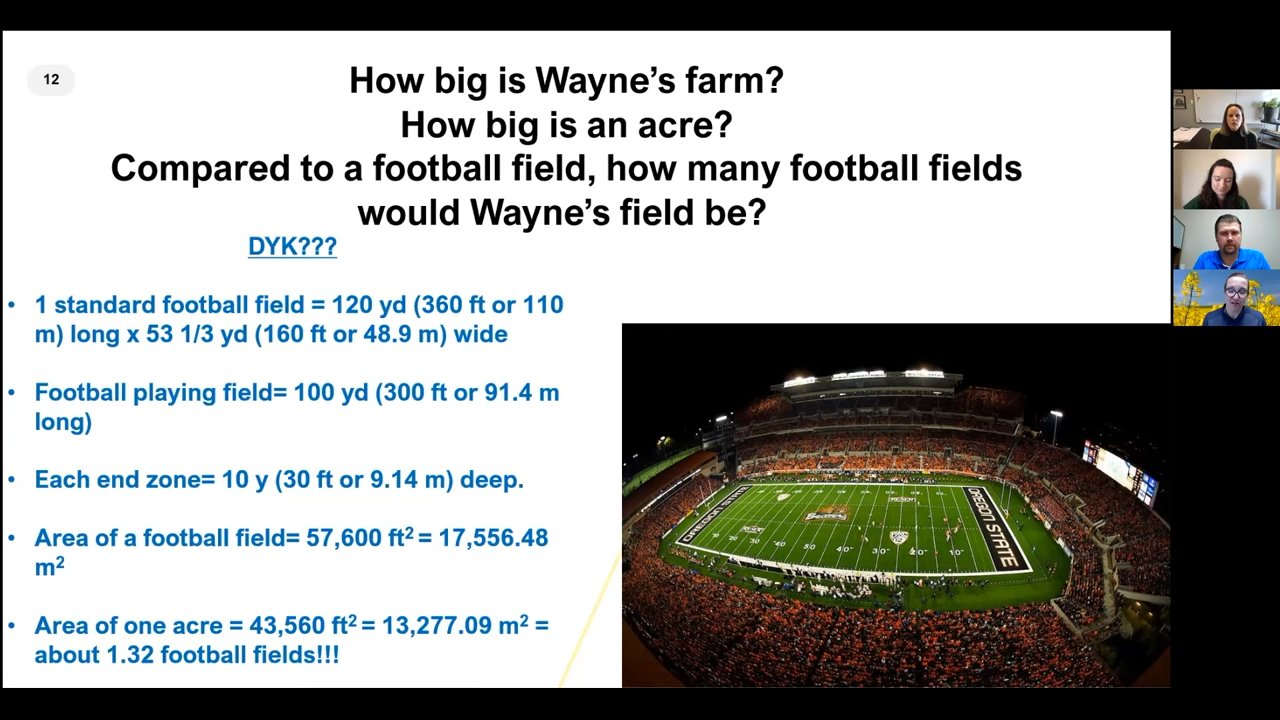 12
How big is Wayne's farm?
How big is an acre?
Compared to a football field, how many football fields
would Wayne's field be?
DYK???
• 1 standard football field = 120 yd (360 ft or 110
m) long x 53 1/3 yd (160 ft or 48.9 m) wide
• Football playing field= 100 yd (300 ft or 91.4 m
long)
• Each end zone= 10 y (30 ft or 9.14 m) deep.
• Area of a football field= 57,600 ft² = 17,556.48
m²
• Area of one acre = 43,560 ft² = 13,277.09 m² =
about 1.32 football fields!!!
OREGON STATE
OREGON STATE